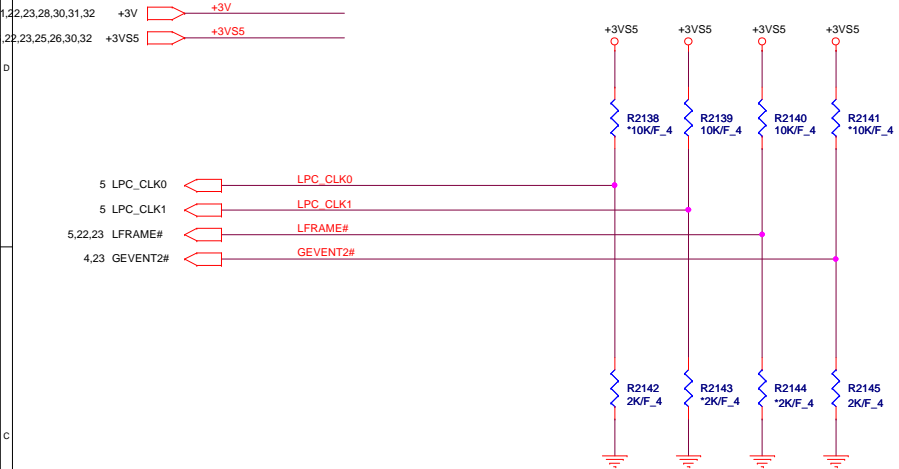 1,22,23,28,30,31,32 +3V +3V
,22,23,25,26,30,32 +3VS5 +3VS5
+3VS5 +3VS5 +3VS5 +3VS5
D
R2138 R2139 R2140 R2141
*10K/F_4 10K/F_4 10K/F_4 *10K/F_4
5 LPC_CLK0 LPC_CLK0
5 LPC_CLK1 LPC_CLK1
5,22,23 LFRAME# LFRAME#
4,23 GEVENT2# GEVENT2#
R2142 R2143 R2144 R2145
2K/F_4 *2K/F_4 *2K/F_4 2K/F_4
C